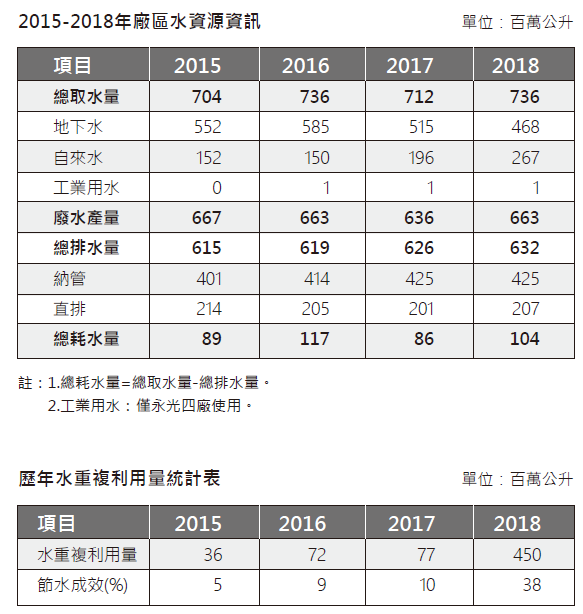 2015-2018年廠區水資源資訊 單位：百萬公升
項目 2015 2016 2017 2018
總取水量 704 736 712 736
地下水 552 585 515 468
自來水 152 150 196 267
工業用水 0 1 1 1
廢水產量 667 663 636 663
總排水量 615 619 626 632
納管 401 414 425 425
直排 214 205 201 207
總耗水量 89 117 86 104
註：1.總耗水量=總取水量-總排水量。
2.工業用水：僅永光四廠使用。
歷年水重複利用量統計表 單位：百萬公升
項目 2015 2016 2017 2018
水重複利用量 36 72 77 450
節水成效(%) 5 9 10 38